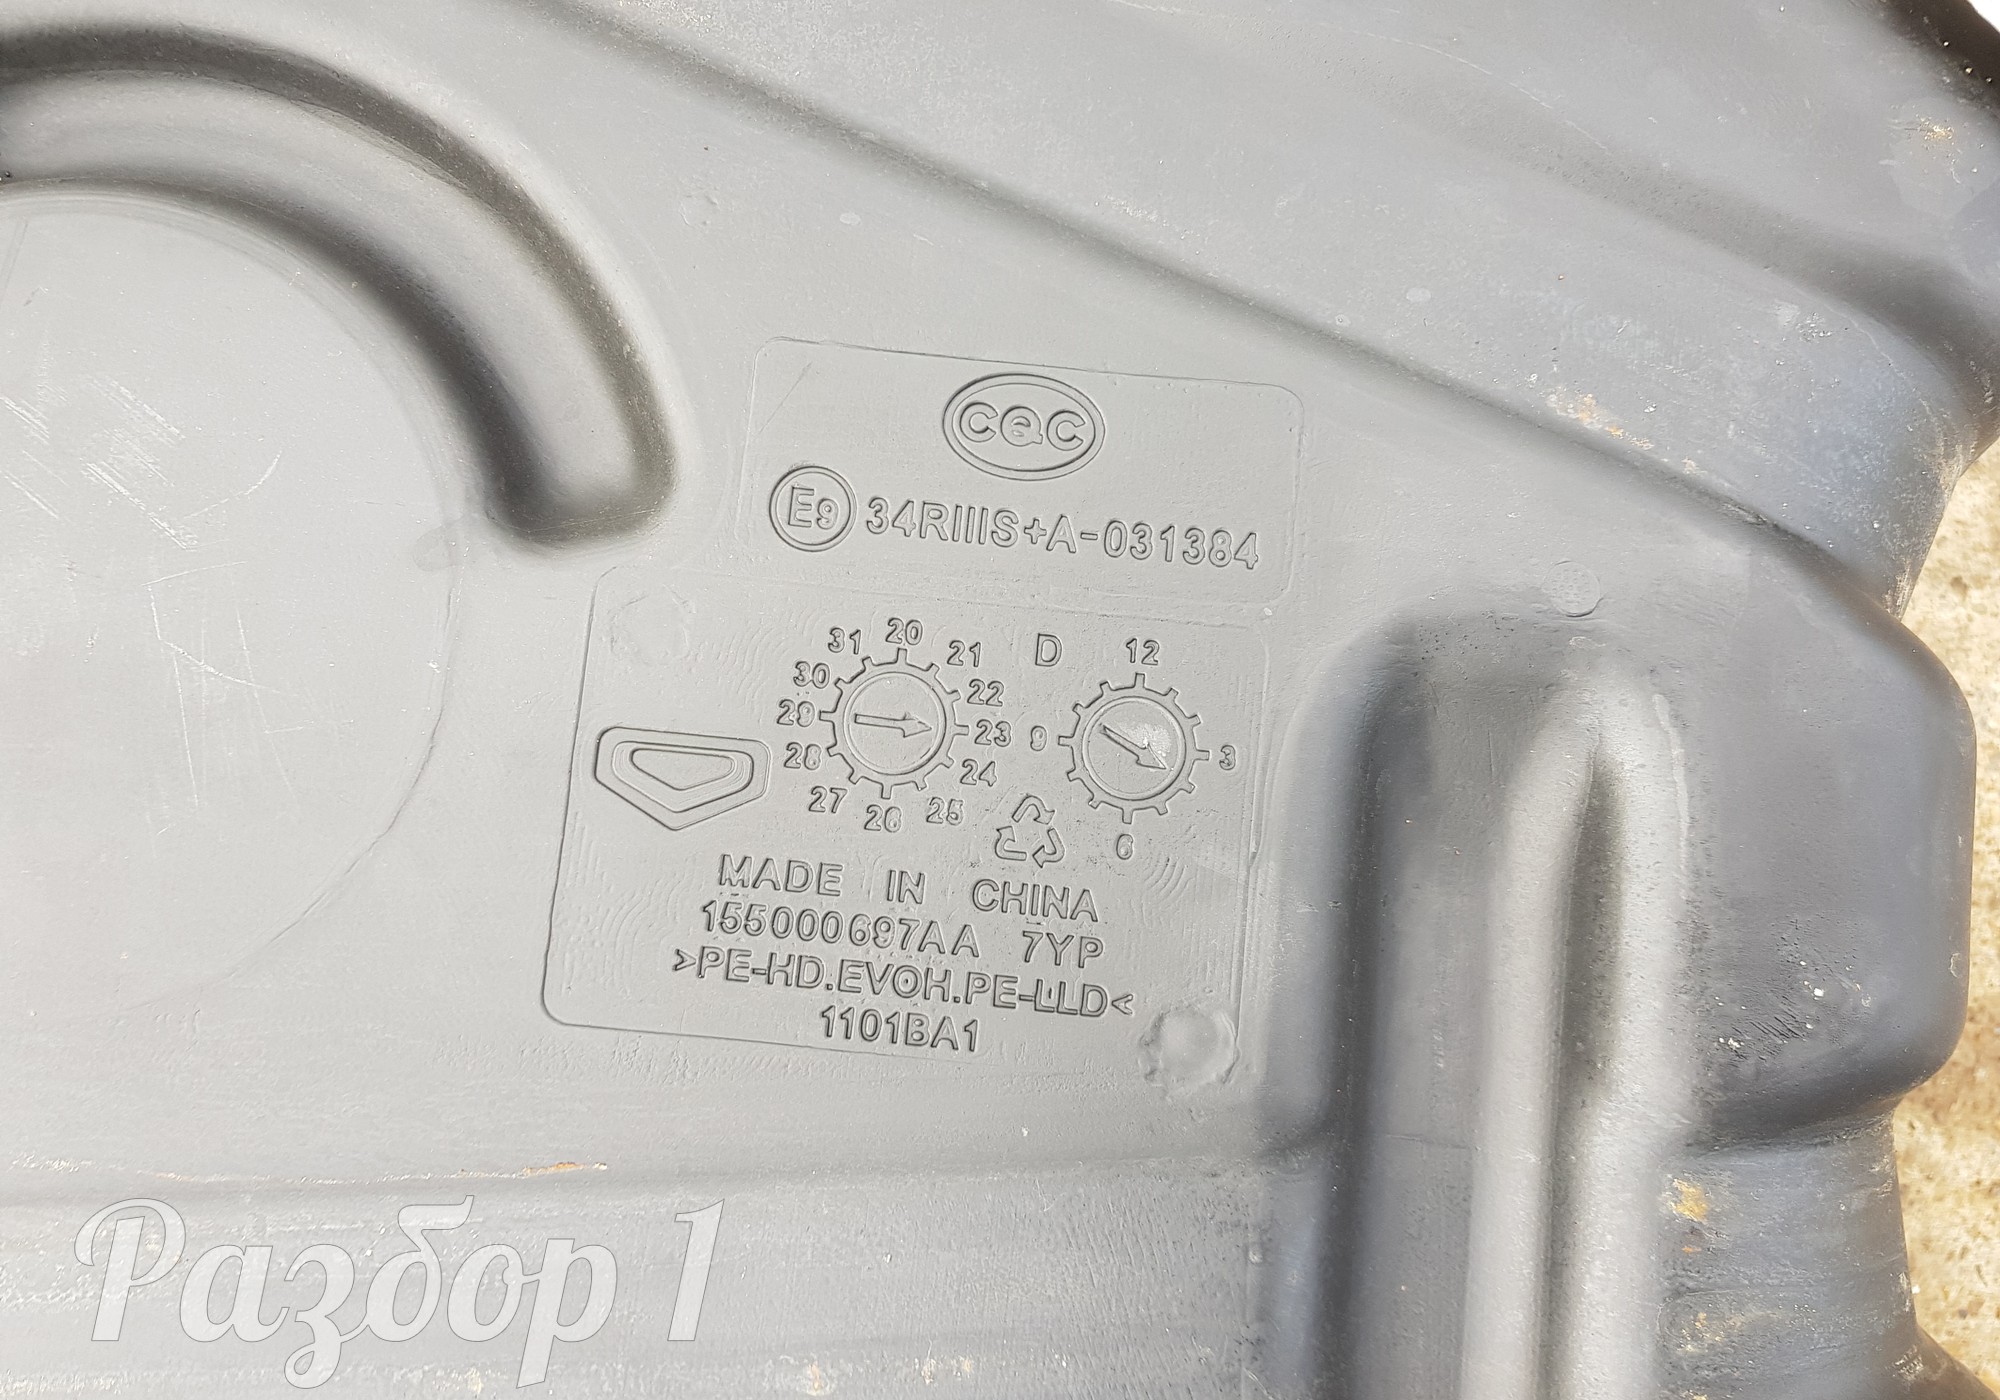 CQC
E9 34RIIIS+A-031384
20 21 22 23 24 25 26 27 28 29 30 31
D
12 3 6 9
MADE IN CHINA
155000697AA 7YP
>PE-HD.EVOH.PE-LLD<
1101BA1
Разбор 1